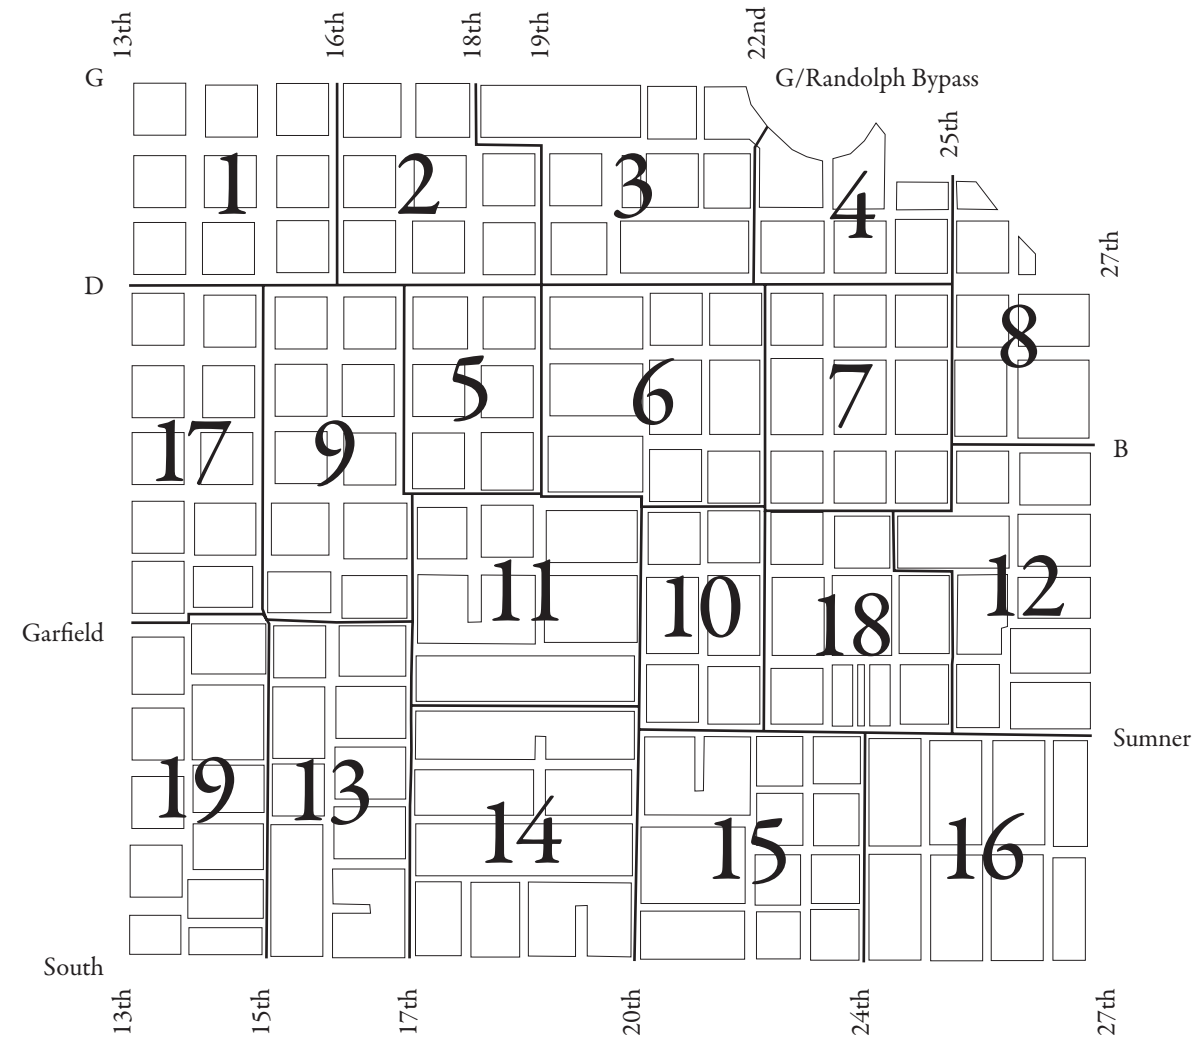 13th
16th
18th
19th
22nd
G
G/Randolph Bypass
25th
1
2
3
4
27th
D
8
5
6
7
17
9
B
11
10
18
12
Garfield
Sumner
19
13
14
15
16
South
13th
15th
17th
20th
24th
27th